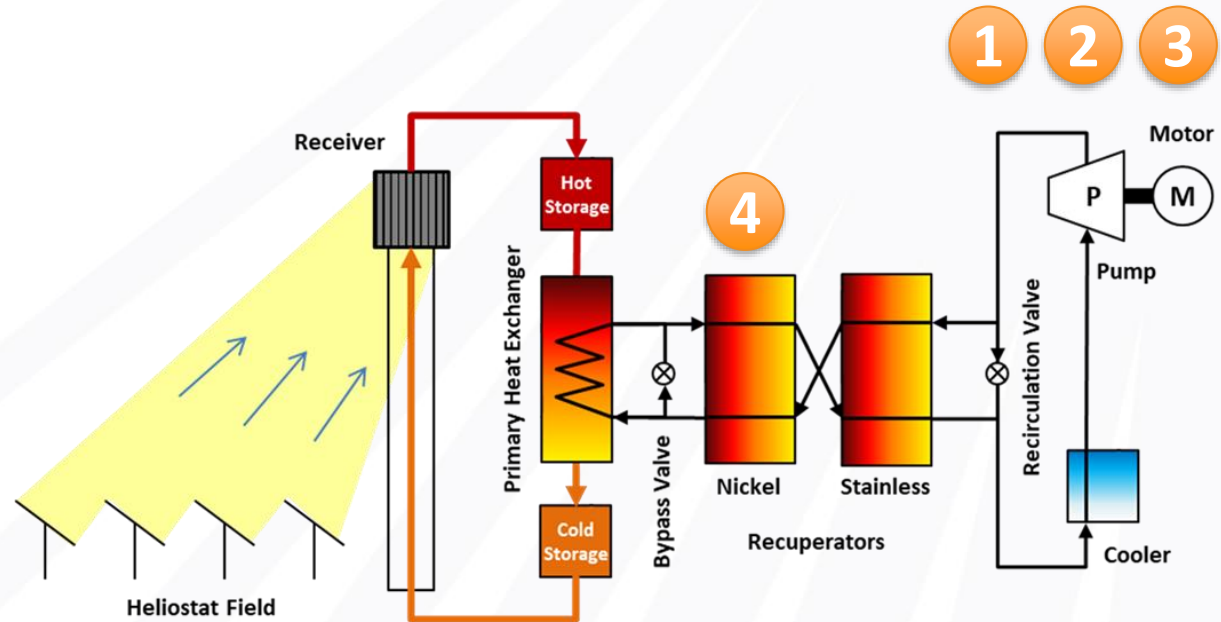 1 2 3
Motor
Receiver
Hot
Storage
4
P
M
Primary Heat Exchanger
Pump
Recirculation Valve
Bypass Valve
Nickel
Stainless
Cold
Storage
Recuperators
Cooler
Heliostat Field